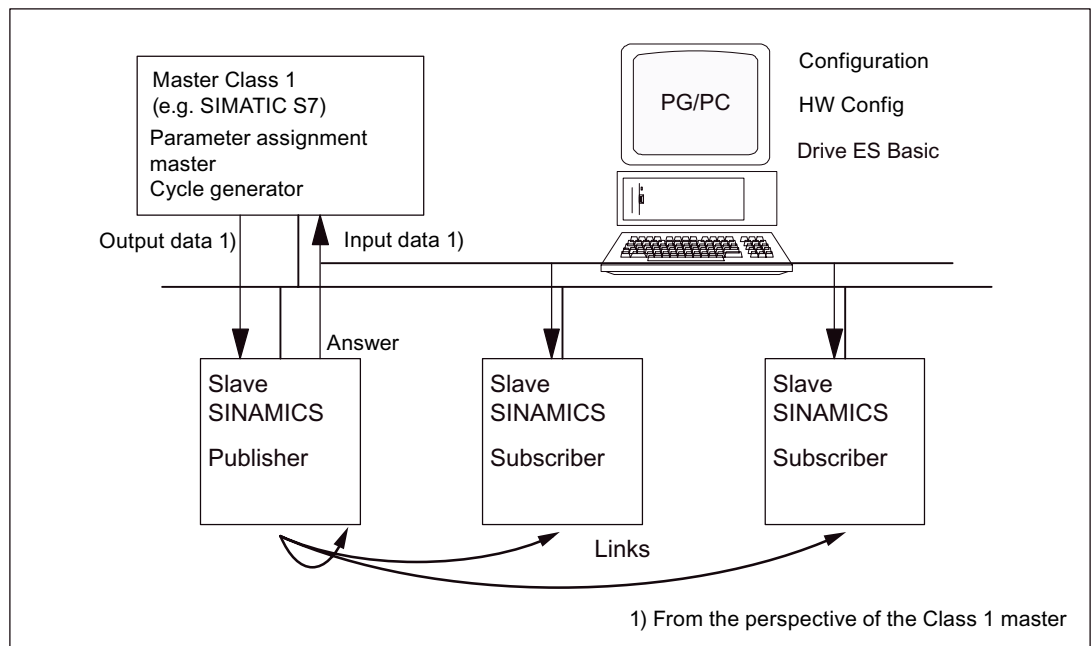 Master Class 1
(e.g. SIMATIC S7)
Parameter assignment
master
Cycle generator
PG/PC
Configuration
HW Config
Drive ES Basic
Output data 1)
Input data 1)
Answer
Slave
SINAMICS
Publisher
Slave
SINAMICS
Subscriber
Slave
SINAMICS
Subscriber
Links
1) From the perspective of the Class 1 master